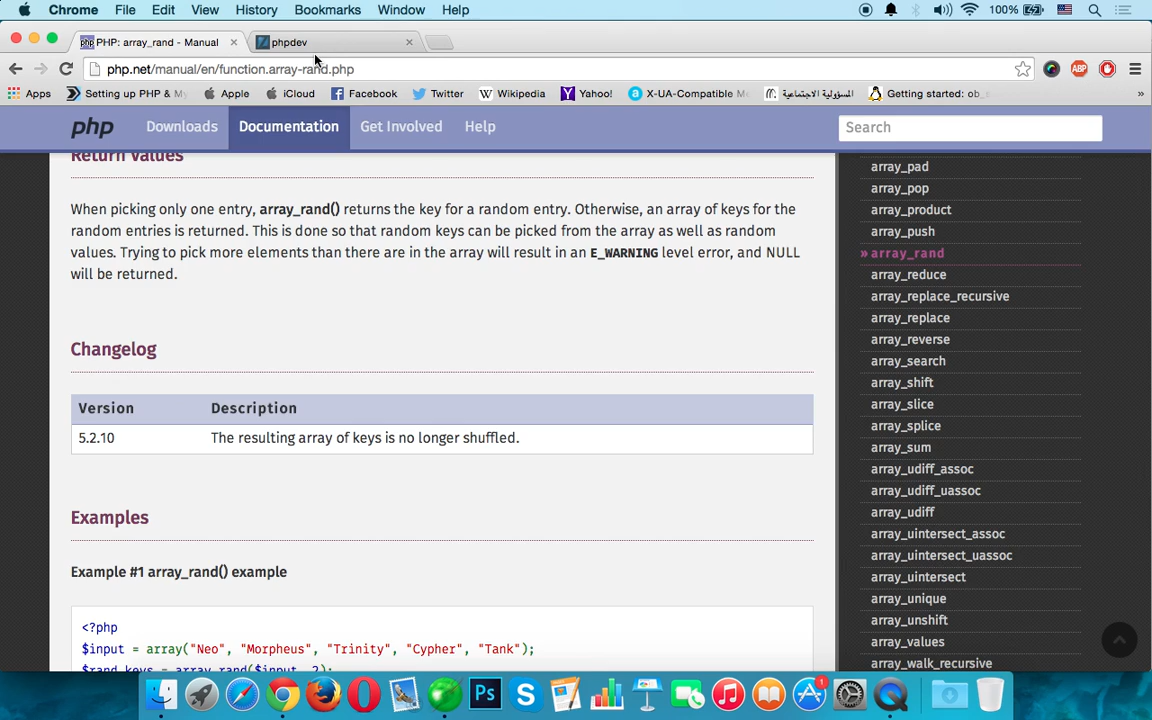 Chrome File Edit View History Bookmarks Window Help 100%
PHP: array_rand - Manual phpdev
php.net/manual/en/function.array-rand.php
Apps Setting up PHP & My Apple iCloud Facebook Twitter Wikipedia Yahoo! X-UA-Compatible M المسؤولية الاجتماعية Getting started: ob_ »
php Downloads Documentation Get Involved Help Search
Return Values
When picking only one entry, array_rand() returns the key for a random entry. Otherwise, an array of keys for the
random entries is returned. This is done so that random keys can be picked from the array as well as random
values. Trying to pick more elements than there are in the array will result in an E_WARNING level error, and NULL
will be returned.
Changelog
Version Description
5.2.10 The resulting array of keys is no longer shuffled.
Examples
Example #1 array_rand() example
<?php
$input = array("Neo", "Morpheus", "Trinity", "Cypher", "Tank");
$rand_keys = array_rand($input, 2);
array_pad
array_pop
array_product
array_push
» array_rand
array_reduce
array_replace_recursive
array_replace
array_reverse
array_search
array_shift
array_slice
array_splice
array_sum
array_udiff_assoc
array_udiff_uassoc
array_udiff
array_uintersect_assoc
array_uintersect_uassoc
array_uintersect
array_unique
array_unshift
array_values
array_walk_recursive
Ps
1